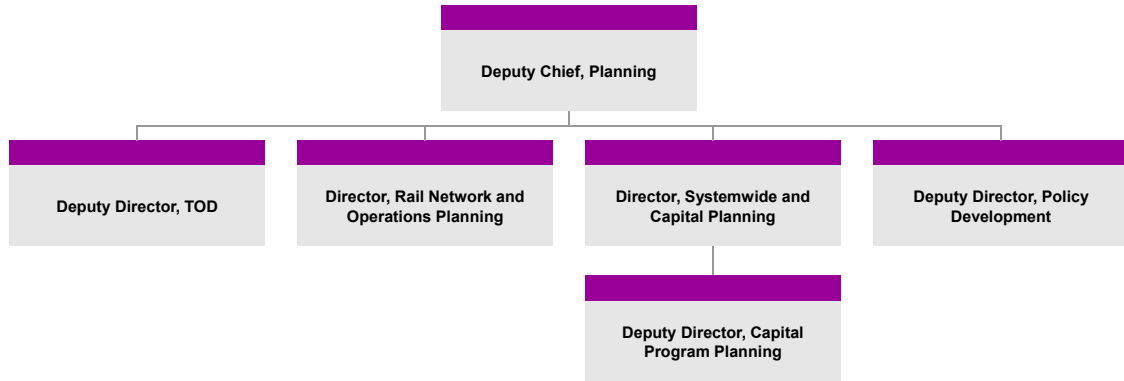 Deputy Chief, Planning
Deputy Director, TOD
Director, Rail Network and
Operations Planning
Director, Systemwide and
Capital Planning
Deputy Director, Policy
Development
Deputy Director, Capital
Program Planning